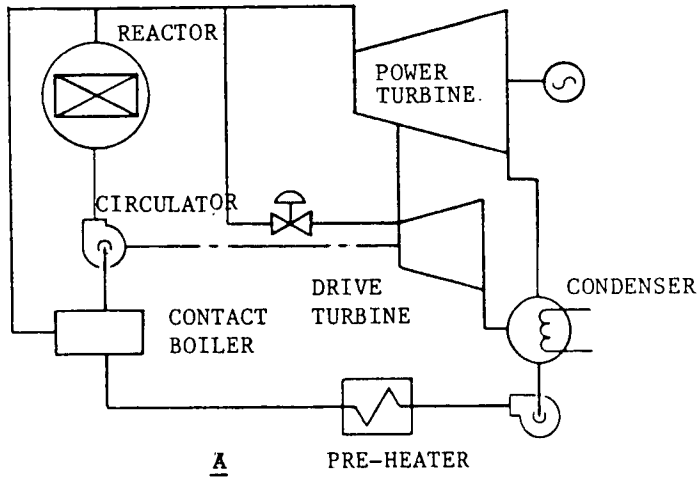 REACTOR
POWER
TURBINE.
CIRCULATOR
DRIVE
TURBINE
CONDENSER
CONTACT
BOILER
PRE-HEATER
A